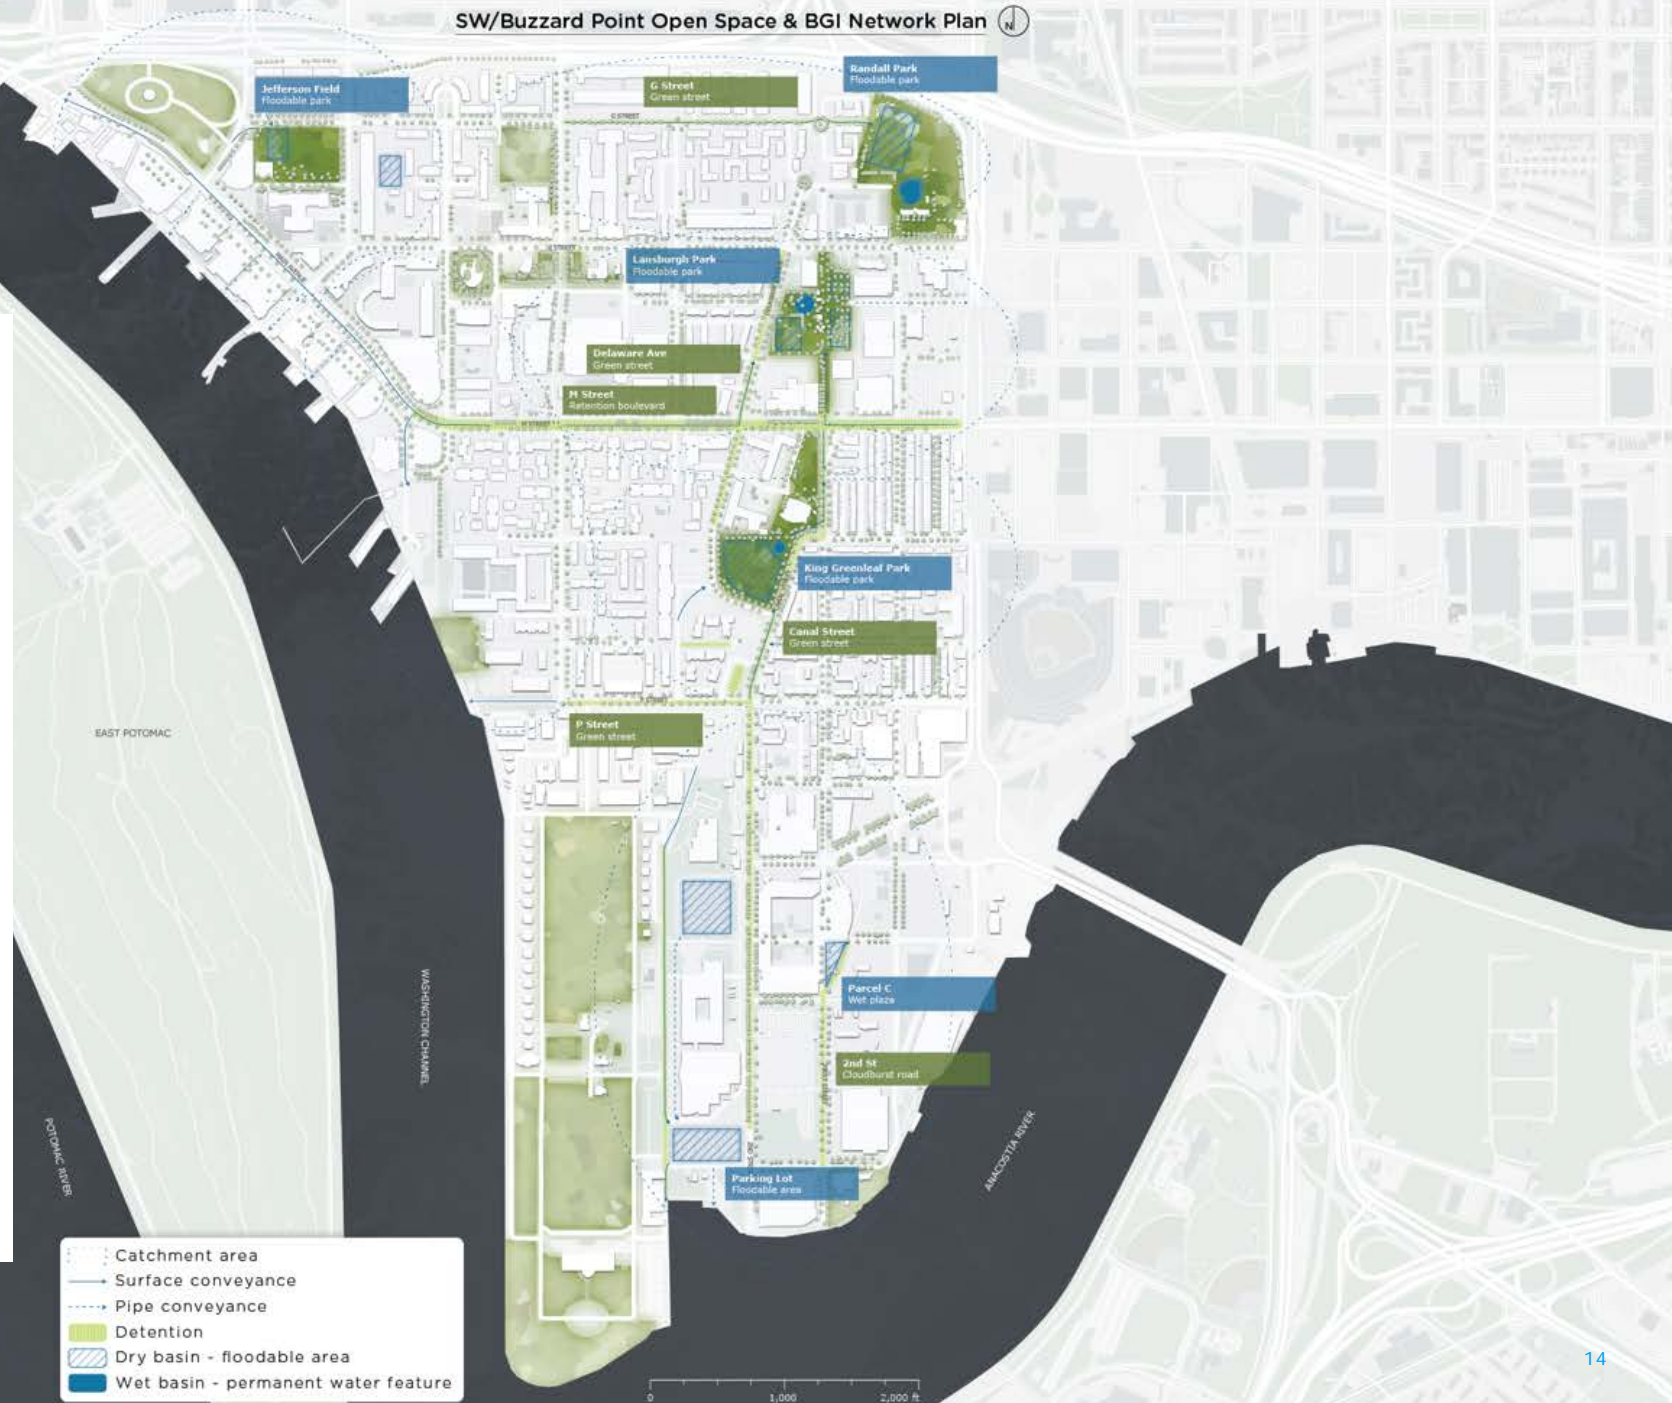 SW/Buzzard Point Open Space & BGI Network Plan
N
Jefferson Field
Floodable park
G Street
Green street
Randall Park
Floodable park
G STREET
Lansburgh Park
Floodable park
Delaware Ave
Green street
M Street
Retention boulevard
M STREET
King Greenleaf Park
Floodable park
Canal Street
Green street
P Street
Green street
EAST POTOMAC
WASHINGTON CHANNEL
POTOMAC RIVER
ANACOSTIA RIVER
Parcel C
Wet plaza
2nd St
Cloudburst road
Parking Lot
Floodable area
Catchment area
Surface conveyance
Pipe conveyance
Detention
Dry basin - floodable area
Wet basin - permanent water feature
0 1,000 2,000 ft
14